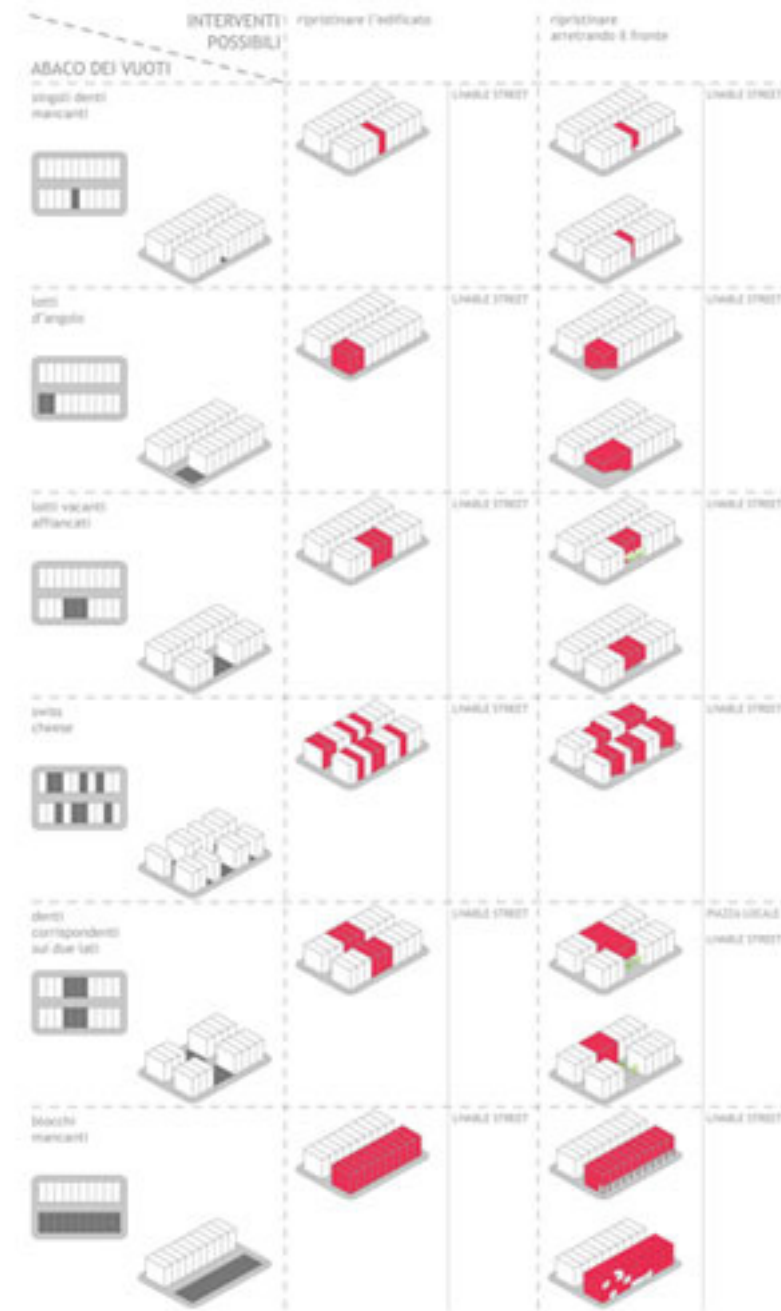 INTERVENTI
POSSIBILI
ripristinare l'edificato
ripristinare
arretrando il fronte
ABACO DEI VUOTI
singoli denti
mancanti
LIVABLE STREET
LIVABLE STREET
lotti
d'angolo
LIVABLE STREET
LIVABLE STREET
lotti vacanti
affiancati
LIVABLE STREET
LIVABLE STREET
swiss
cheese
LIVABLE STREET
LIVABLE STREET
denti
corrispondenti
sui due lati
LIVABLE STREET
PIAZZA LOCALE
LIVABLE STREET
blocchi
mancanti
LIVABLE STREET
LIVABLE STREET